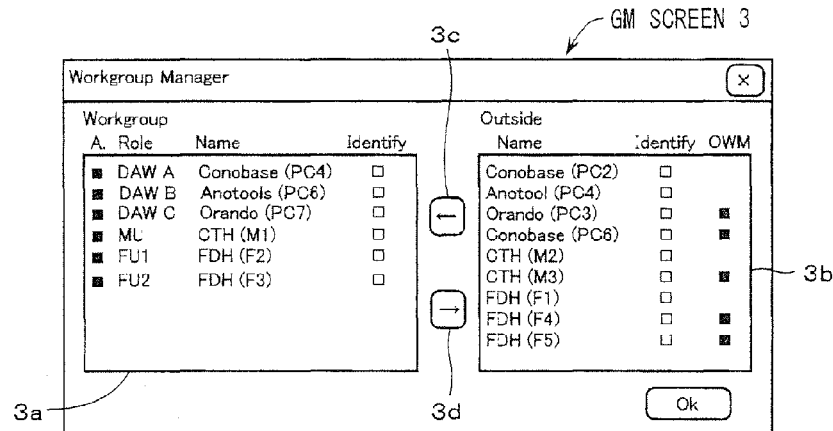 GM SCREEN 3
3c
Workgroup Manager ×
Workgroup Outside
A. Role Name Identify Name Identify OWM
■ DAW A Conobase (PC4) □ Conobase (PC2) □
■ DAW B Anotools (PC6) □ Anotool (PC4) □
■ DAW C Orando (PC7) □ ← Orando (PC3) □ ■
■ MU CTH (M1) □ Conobase (PC6) □ ■
■ FU1 FDH (F2) □ CTH (M2) □
■ FU2 FDH (F3) □ CTH (M3) □ ■
→ FDH (F1) □
FDH (F4) □ ■
FDH (F5) □ ■
3b
3a 3d Ok